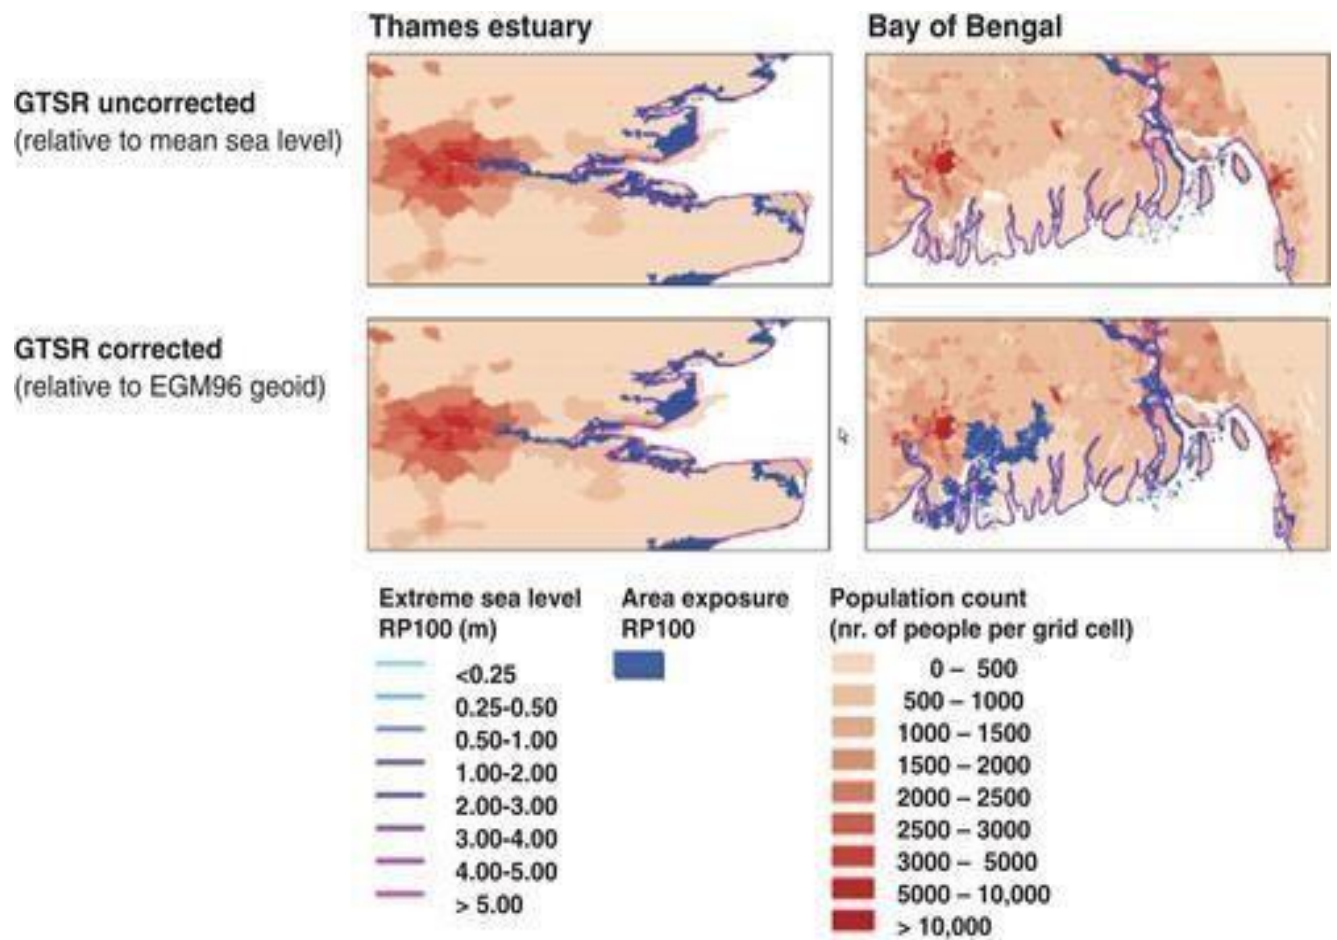 Thames estuary
Bay of Bengal
GTSR uncorrected
(relative to mean sea level)
GTSR corrected
(relative to EGM96 geoid)
Extreme sea level
RP100 (m)
<0.25
0.25-0.50
0.50-1.00
1.00-2.00
2.00-3.00
3.00-4.00
4.00-5.00
> 5.00
Area exposure
RP100
Population count
(nr. of people per grid cell)
0 – 500
500 – 1000
1000 – 1500
1500 – 2000
2000 – 2500
2500 – 3000
3000 – 5000
5000 – 10,000
> 10,000